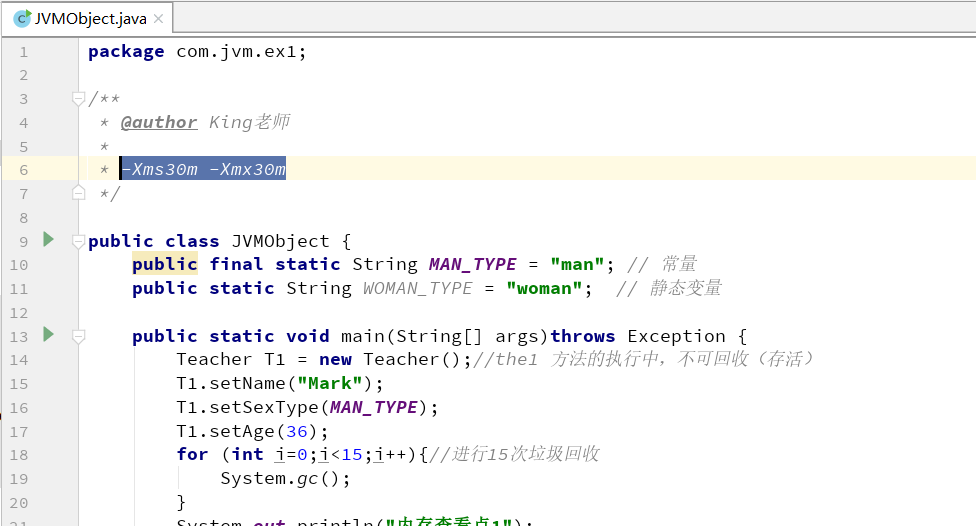 JVMObject.java
1 package com.jvm.ex1;
2
3 /**
4 * @author King老师
5 *
6 * -Xms30m -Xmx30m
7 */
8
9 public class JVMObject {
10 public final static String MAN_TYPE = "man"; // 常量
11 public static String WOMAN_TYPE = "woman"; // 静态变量
12
13 public static void main(String[] args)throws Exception {
14 Teacher T1 = new Teacher();//the1 方法的执行中,不可回收（存活）
15 T1.setName("Mark");
16 T1.setSexType(MAN_TYPE);
17 T1.setAge(36);
18 for (int i=0;i<15;i++){//进行15次垃圾回收
19 System.gc();
20 }
21 System.out.println("内存查看点1");